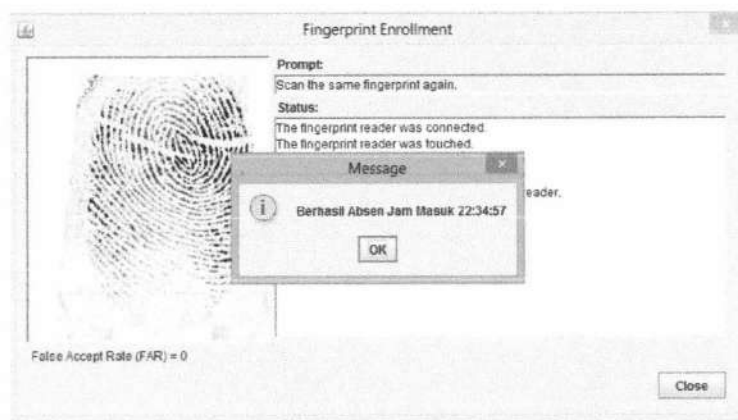 Fingerprint Enrollment
Prompt:
Scan the same fingerprint again.
Status:
The fingerprint reader was connected.
The fingerprint reader was touched.
eader.
Message
Berhasil Absen Jam Masuk 22:34:57
OK
False Accept Rate (FAR) = 0
Close